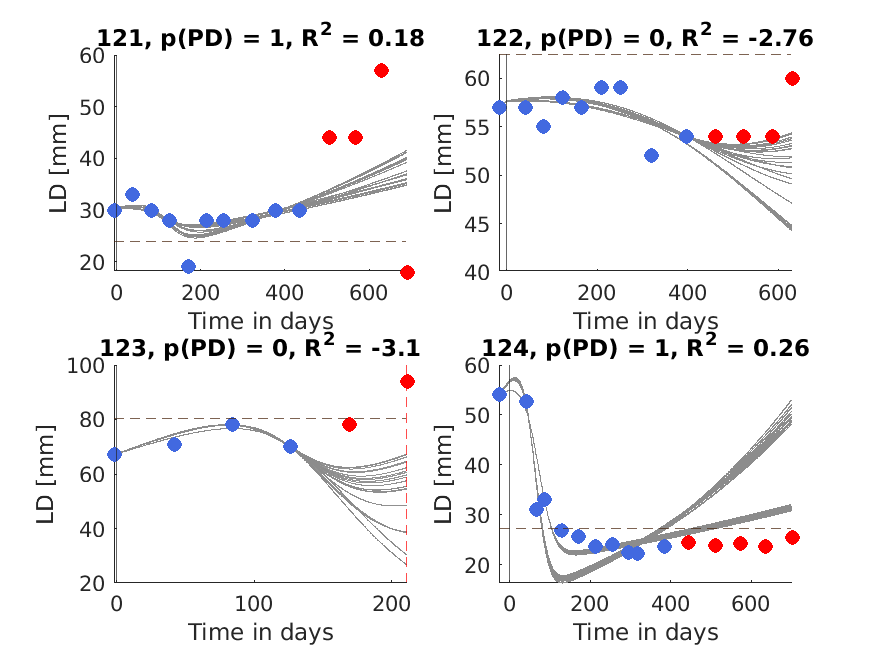 121, p(PD) = 1, R² = 0.18
60
50
40
30
20
LD [mm]
0
200
400
600
Time in days
122, p(PD) = 0, R² = -2.76
60
55
50
45
40
LD [mm]
0
200
400
600
Time in days
123, p(PD) = 0, R² = -3.1
100
80
60
40
20
LD [mm]
0
100
200
Time in days
124, p(PD) = 1, R² = 0.26
60
50
40
30
20
LD [mm]
0
200
400
600
Time in days